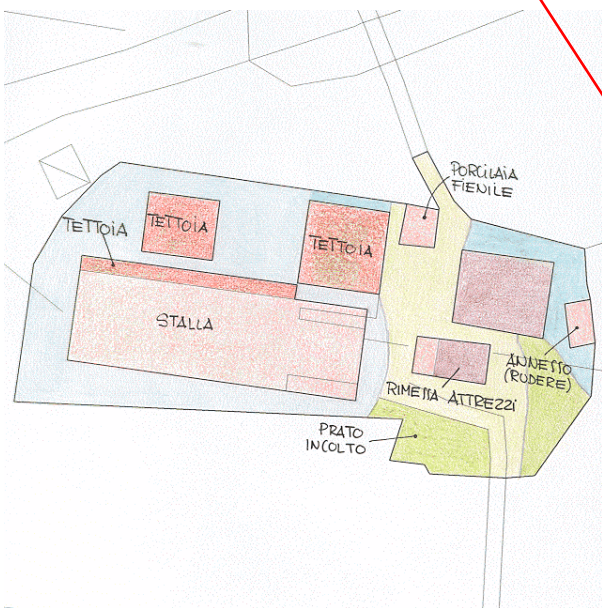 PORCILAIA
FIENILE
TETTOIA
TETTOIA
TETTOIA
STALLA
ANNESSO
(RUDERE)
RIMESSA ATTREZZI
PRATO
INCOLTO